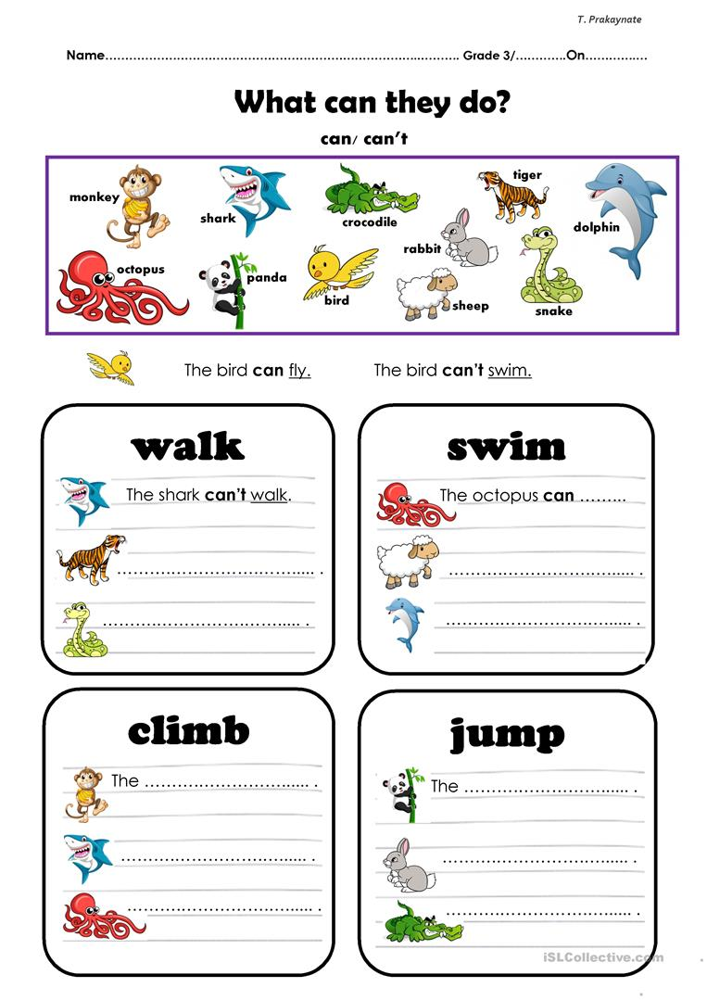 T. Prakaynate
Name…………………………………………………………………………..………. Grade 3/………….On…………….
What can they do?
can/ can’t
monkey
shark
crocodile
tiger
dolphin
octopus
panda
bird
rabbit
sheep
snake
The bird can fly. The bird can’t swim.
walk
The shark can’t walk.
……………………………….... .
……………………………….... .
swim
The octopus can ………
……………………………….... .
……………………………….... .
climb
The …………………………..... .
……………………………….... .
……………………………….... .
jump
The …………………………..... .
……………………………….... .
……………………………….... .
iSLCollective.com